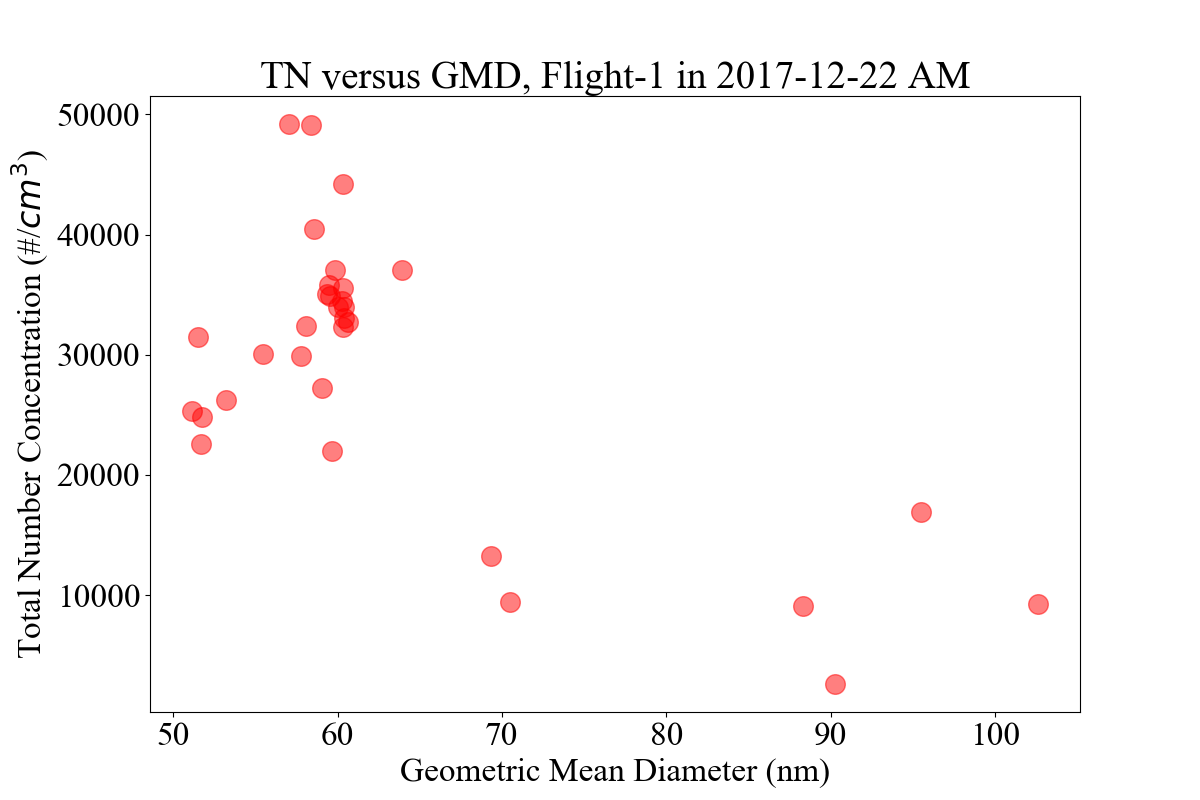 TN versus GMD, Flight-1 in 2017-12-22 AM
Total Number Concentration (#/cm³)
50000
40000
30000
20000
10000
50 60 70 80 90 100
Geometric Mean Diameter (nm)